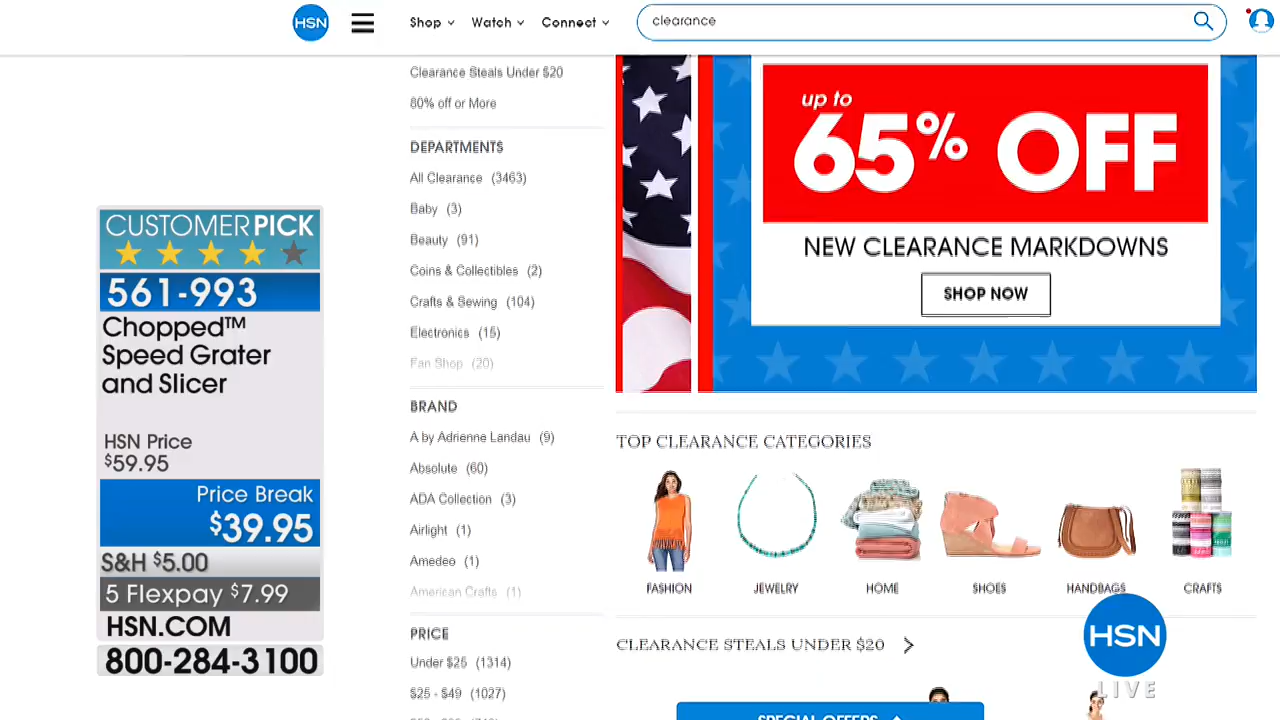 HSN
Shop
Watch
Connect
clearance
Clearance Steals Under $20
80% off or More
DEPARTMENTS
All Clearance (3463)
Baby (3)
Beauty (91)
Coins & Collectibles (2)
Crafts & Sewing (104)
Electronics (15)
Fan Shop (20)
BRAND
A by Adrienne Landau (9)
Absolute (60)
ADA Collection (3)
Airlight (1)
Amedeo (1)
American Crafts (1)
PRICE
Under $25 (1314)
$25 - $49 (1027)
up to
65% OFF
NEW CLEARANCE MARKDOWNS
SHOP NOW
TOP CLEARANCE CATEGORIES
FASHION
JEWELRY
HOME
SHOES
HANDBAGS
CRAFTS
CLEARANCE STEALS UNDER $20
SPECIAL OFFERS
HSN
LIVE
CUSTOMER PICK
561-993
Chopped™
Speed Grater
and Slicer
HSN Price
$59.95
Price Break
$39.95
S&H $5.00
5 Flexpay $7.99
HSN.COM
800-284-3100